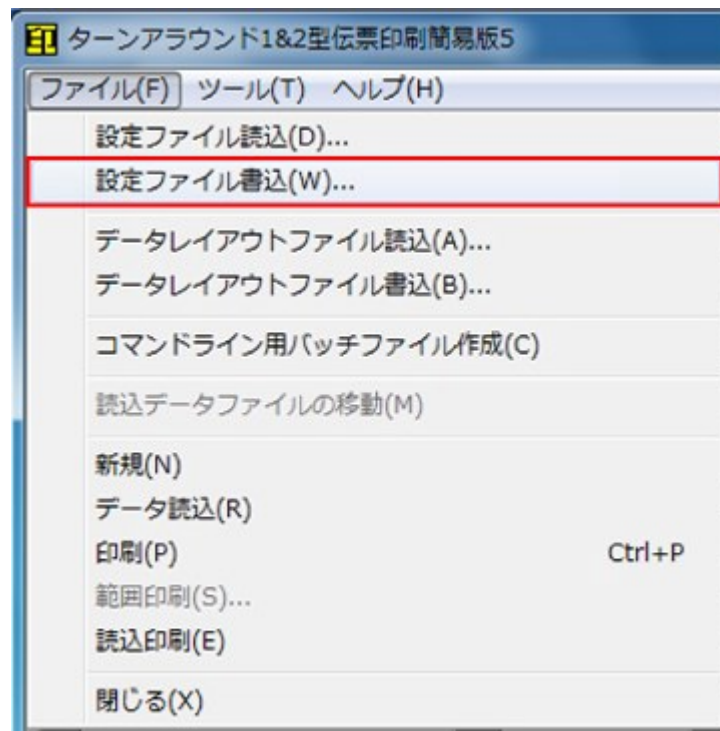 印 ターンアラウンド1&2型伝票印刷簡易版5
ファイル(F) ツール(T) ヘルプ(H)
設定ファイル読込(D)...
設定ファイル書込(W)...
データレイアウトファイル読込(A)...
データレイアウトファイル書込(B)...
コマンドライン用バッチファイル作成(C)
読込データファイルの移動(M)
新規(N)
データ読込(R)
印刷(P) Ctrl+P
範囲印刷(S)...
読込印刷(E)
閉じる(X)